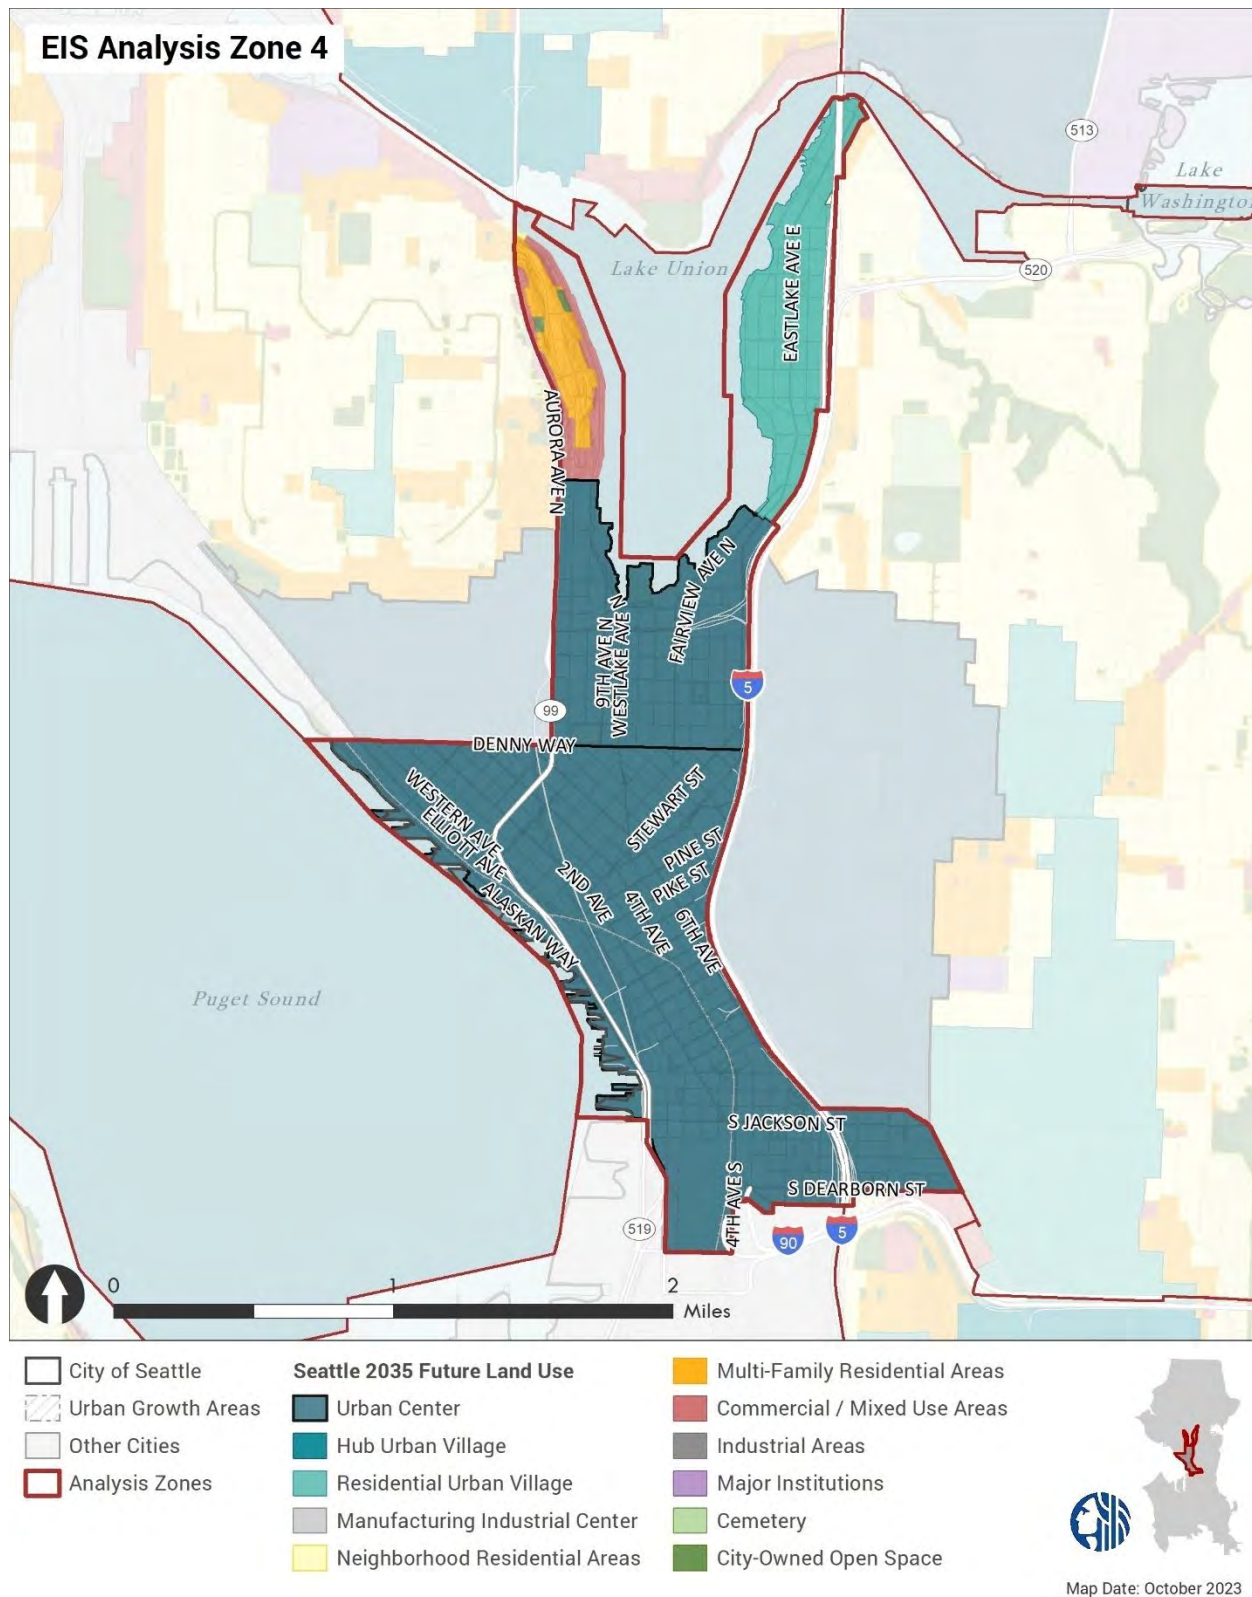 EIS Analysis Zone 4
513
Lake
Washington
Lake Union
520
EASTLAKE AVE E
AURORA AVE N
FAIRVIEW AVE N
9TH AVE N
WESTLAKE AVE N
5
99
DENNY WAY
WESTERN AVE
ELLIOTT AVE
STEWART ST
PINE ST
PIKE ST
2ND AVE
4TH AVE
6TH AVE
ALASKAN WAY
Puget Sound
S JACKSON ST
S DEARBORN ST
4TH AVE S
519
90
5
0 1 2
Miles
City of Seattle
Urban Growth Areas
Other Cities
Analysis Zones
Seattle 2035 Future Land Use
Urban Center
Hub Urban Village
Residential Urban Village
Manufacturing Industrial Center
Neighborhood Residential Areas
Multi-Family Residential Areas
Commercial / Mixed Use Areas
Industrial Areas
Major Institutions
Cemetery
City-Owned Open Space
Map Date: October 2023